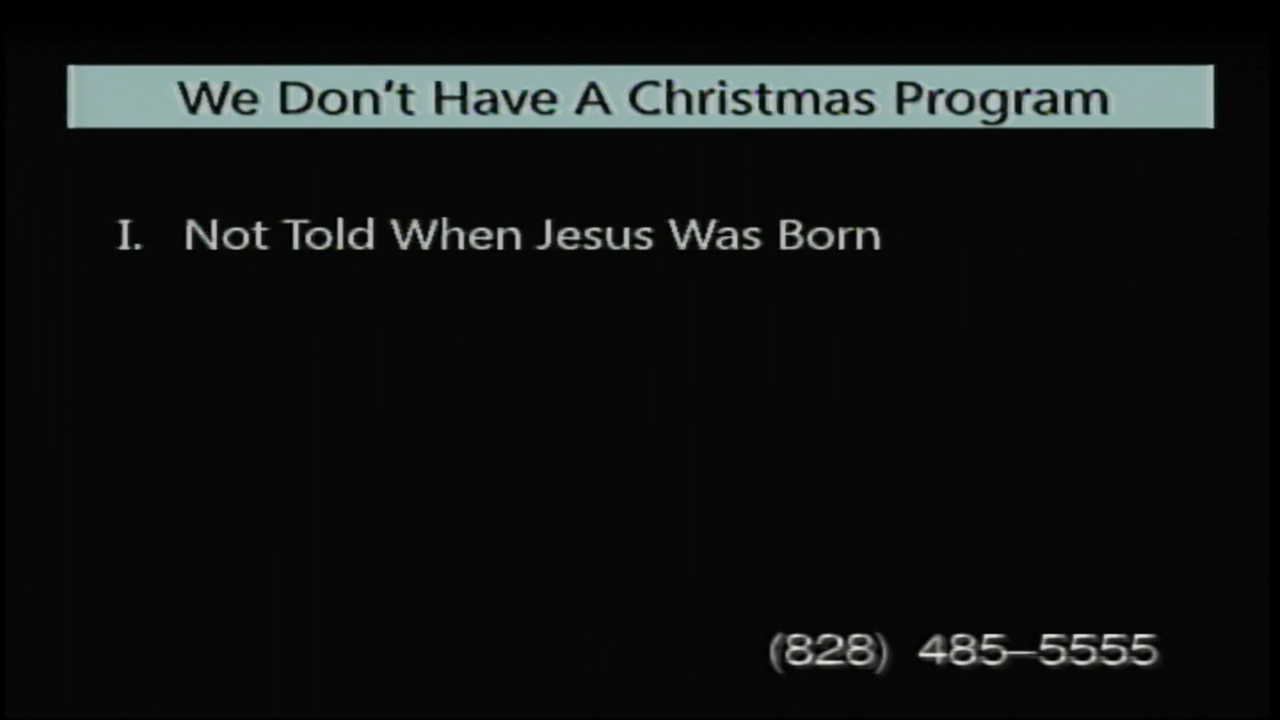 We Don't Have A Christmas Program
I. Not Told When Jesus Was Born
(828) 485–5555